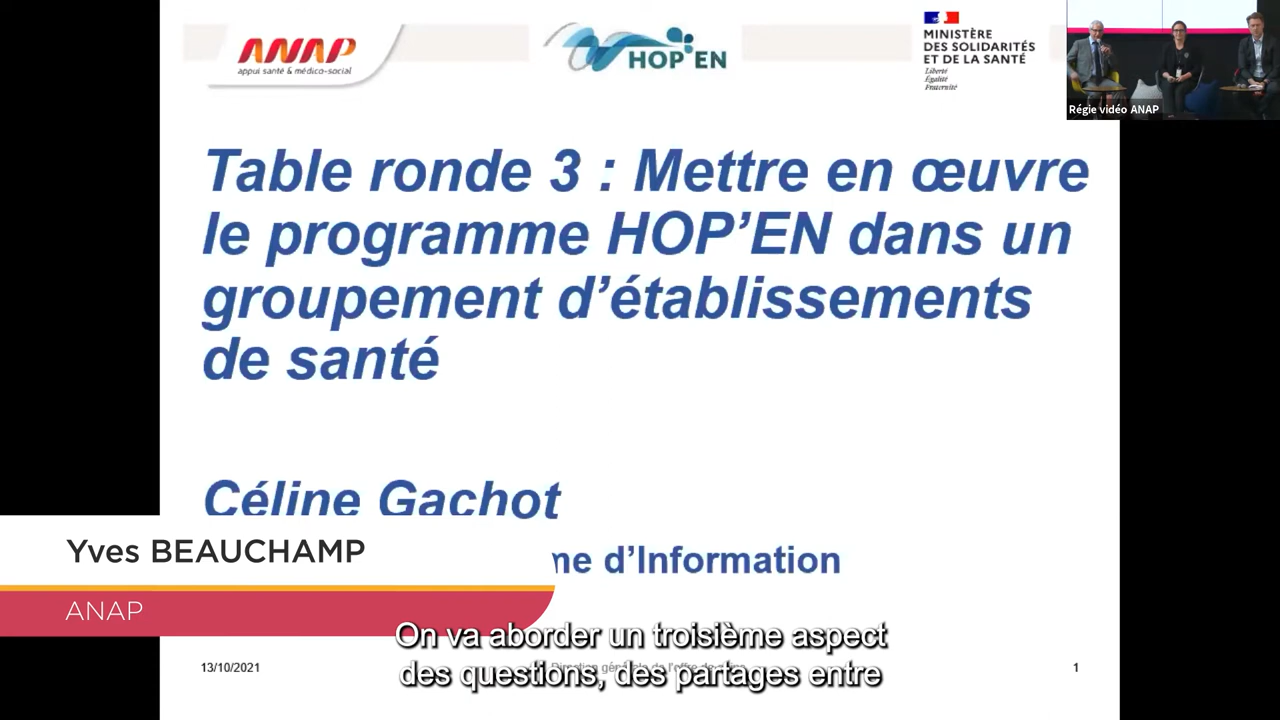 ANAP
appui santé & médico-social
HOP'EN
MINISTÈRE
DES SOLIDARITÉS
ET DE LA SANTÉ
Liberté
Égalité
Fraternité
Régie vidéo ANAP
Table ronde 3 : Mettre en œuvre
le programme HOP'EN dans un
groupement d'établissements
de santé
Céline Gachot
d'Information
Yves BEAUCHAMP
ANAP
On va aborder un troisième aspect
des questions, des partages entre
13/10/2021
1